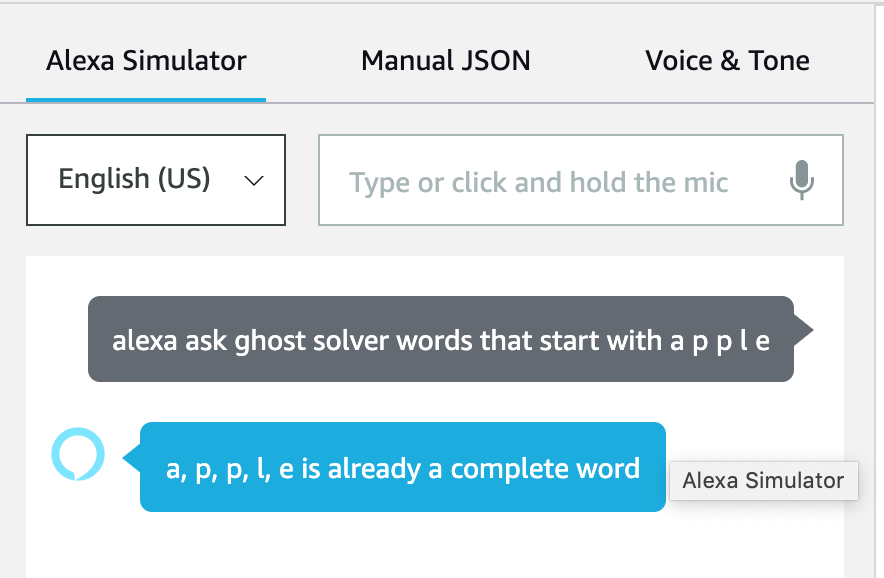 Alexa Simulator
Manual JSON
Voice & Tone
English (US)
Type or click and hold the mic
alexa ask ghost solver words that start with a p p l e
a, p, p, l, e is already a complete word
Alexa Simulator